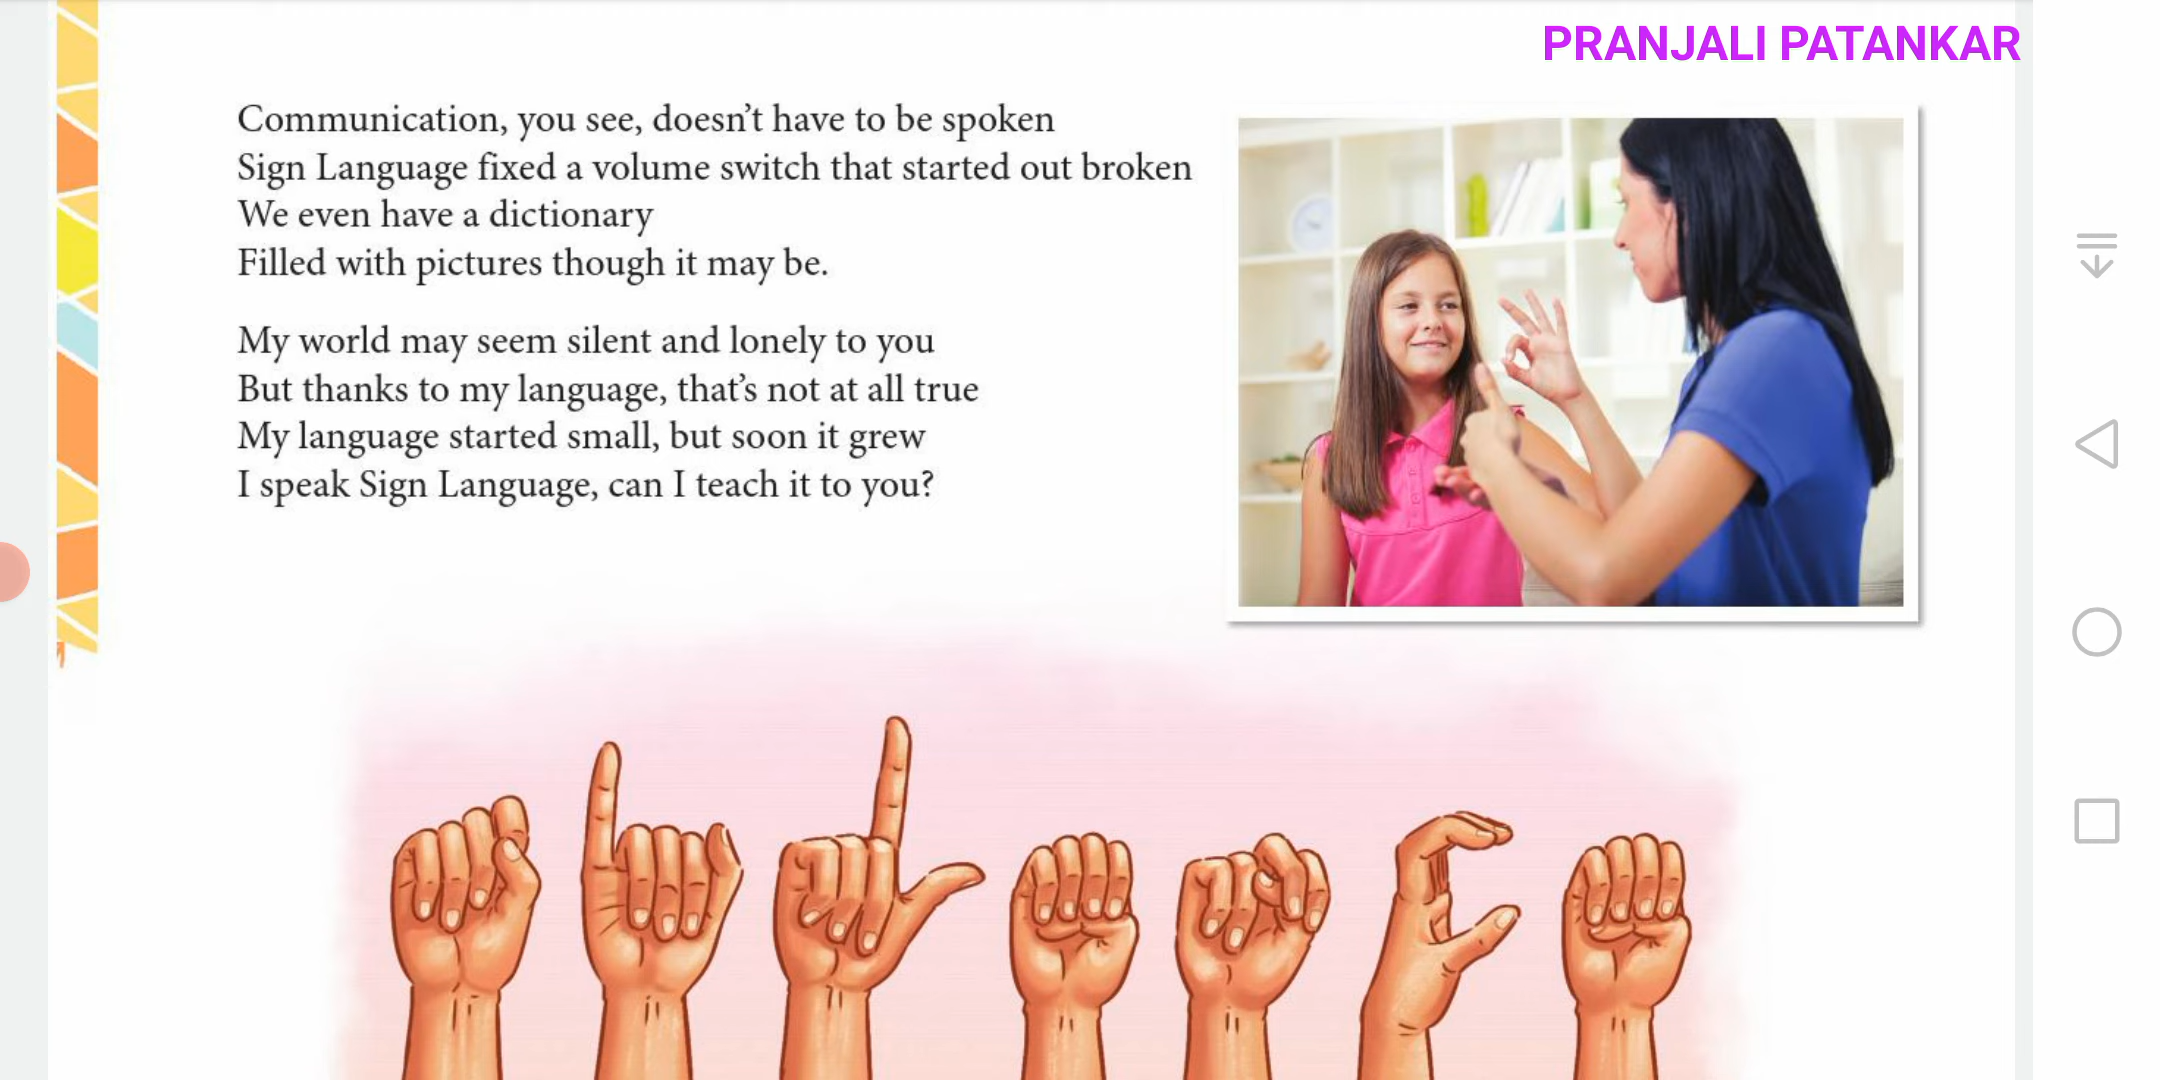 PRANJALI PATANKAR
Communication, you see, doesn’t have to be spoken
Sign Language fixed a volume switch that started out broken
We even have a dictionary
Filled with pictures though it may be.
My world may seem silent and lonely to you
But thanks to my language, that’s not at all true
My language started small, but soon it grew
I speak Sign Language, can I teach it to you?